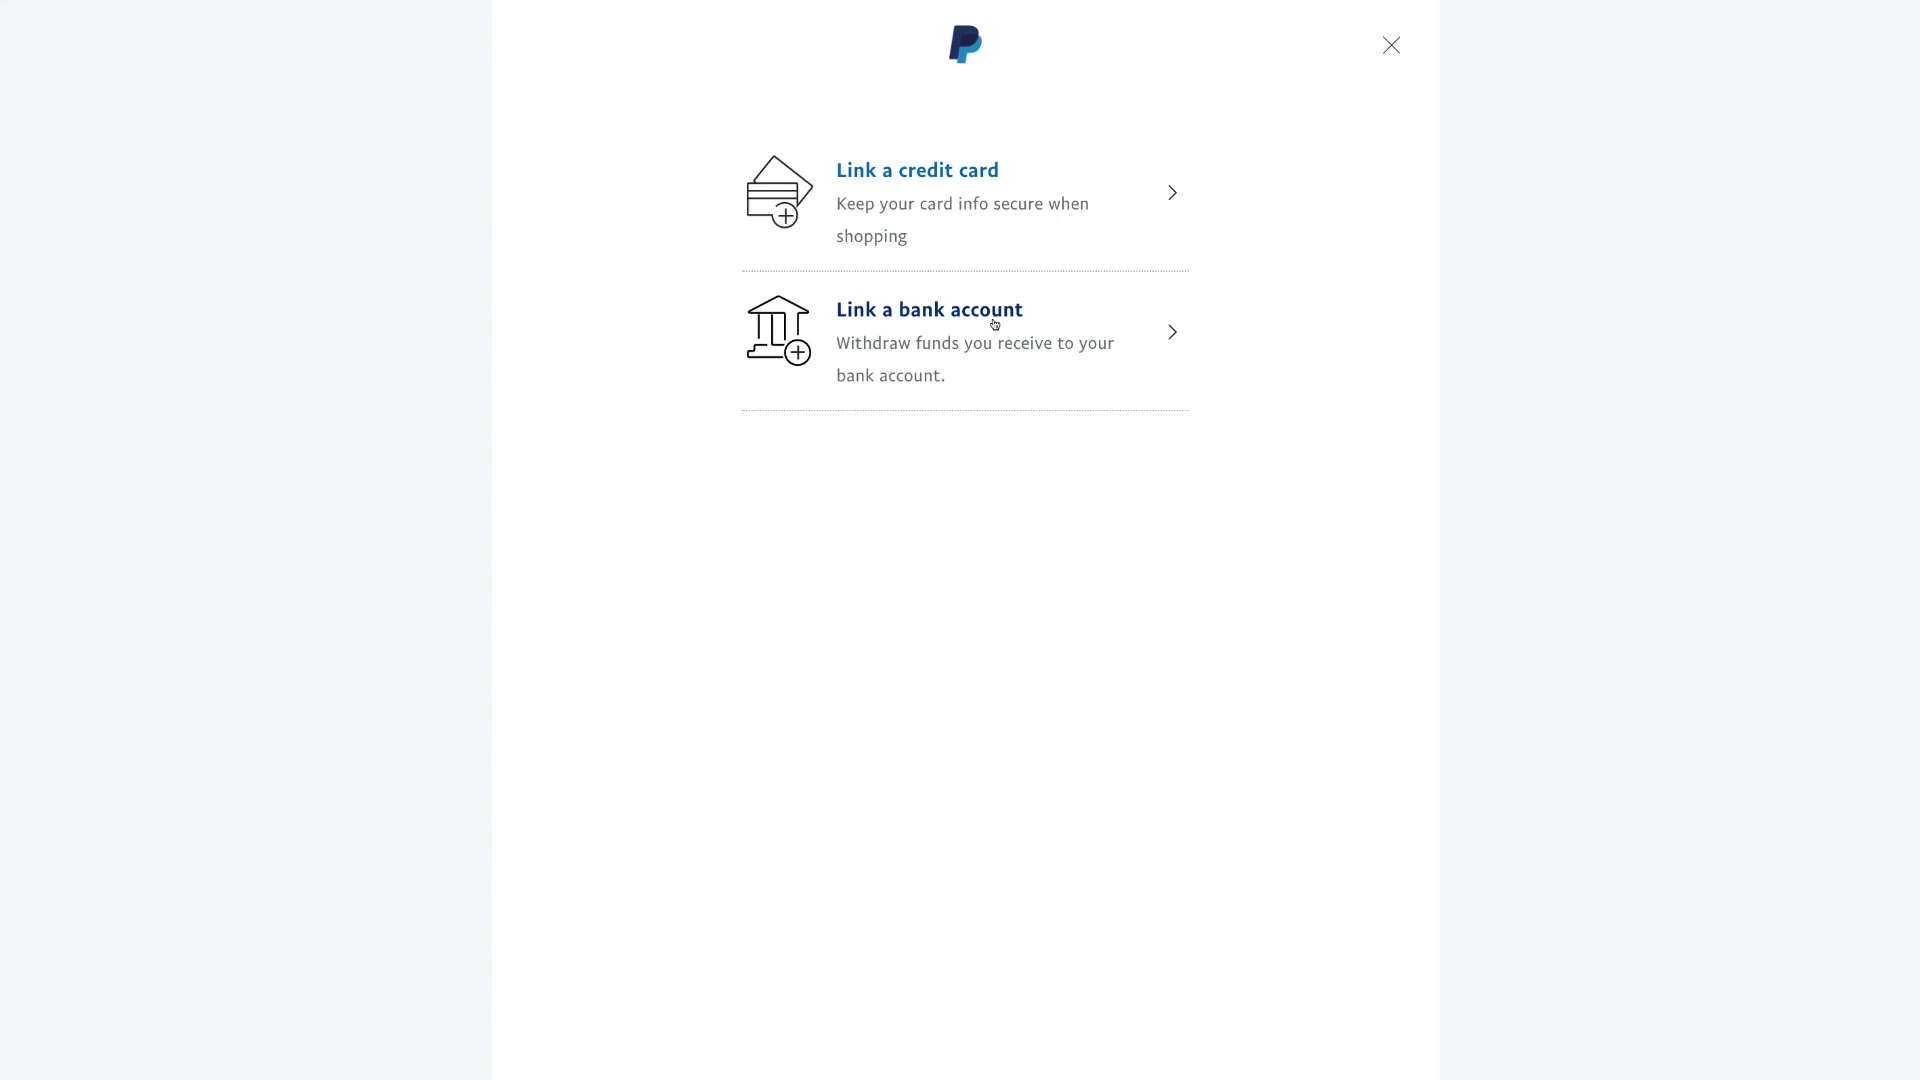 Link a credit card
Keep your card info secure when
shopping
Link a bank account
Withdraw funds you receive to your
bank account.